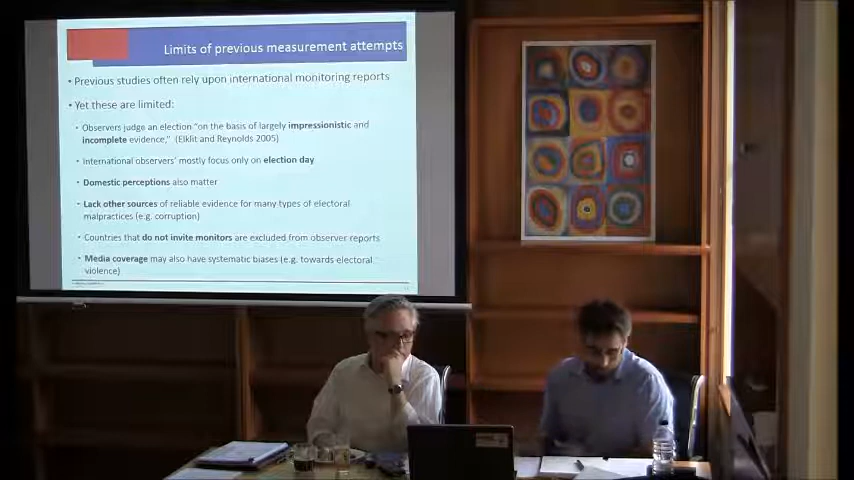 Limits of previous measurement attempts
• Previous studies often rely upon international monitoring reports
• Yet these are limited:
• Observers judge an election "on the basis of largely impressionistic and
incomplete evidence," (Elklit and Reynolds 2005)
• International observers' mostly focus only on election day
• Domestic perceptions also matter
• Lack other sources of reliable evidence for many types of electoral
malpractices (e.g. corruption)
• Countries that do not invite monitors are excluded from observer reports
• Media coverage may also have systematic biases (e.g. towards electoral
violence)